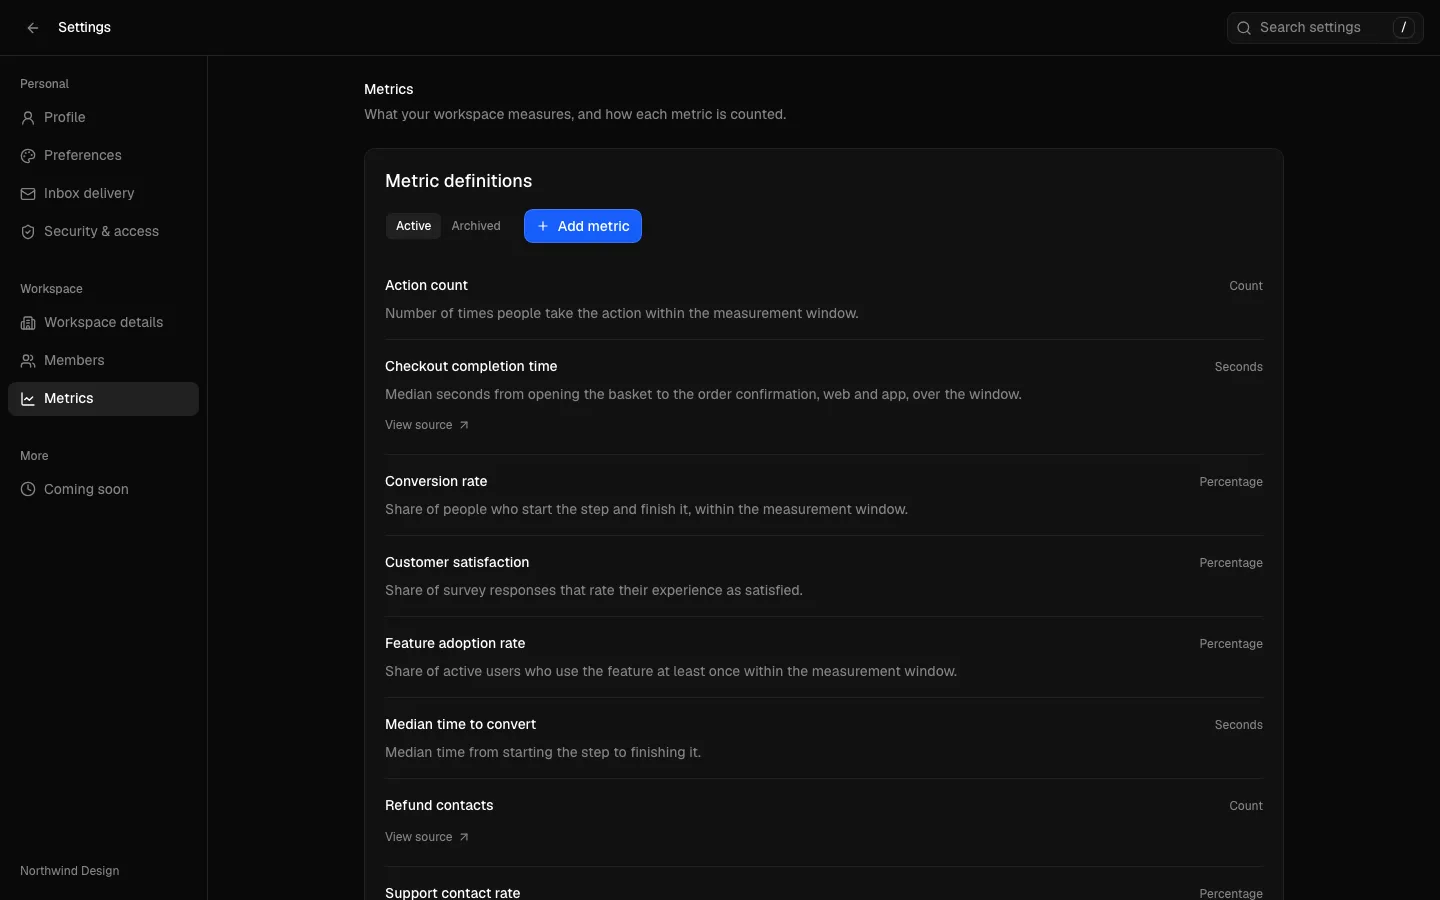 Settings
Search settings /
Personal
Profile
Preferences
Inbox delivery
Security & access
Workspace
Workspace details
Members
Metrics
More
Coming soon
Northwind Design
Metrics
What your workspace measures, and how each metric is counted.
Metric definitions
Active Archived + Add metric
Action count Count
Number of times people take the action within the measurement window.
Checkout completion time Seconds
Median seconds from opening the basket to the order confirmation, web and app, over the window.
View source
Conversion rate Percentage
Share of people who start the step and finish it, within the measurement window.
Customer satisfaction Percentage
Share of survey responses that rate their experience as satisfied.
Feature adoption rate Percentage
Share of active users who use the feature at least once within the measurement window.
Median time to convert Seconds
Median time from starting the step to finishing it.
Refund contacts Count
View source
Support contact rate Percentage